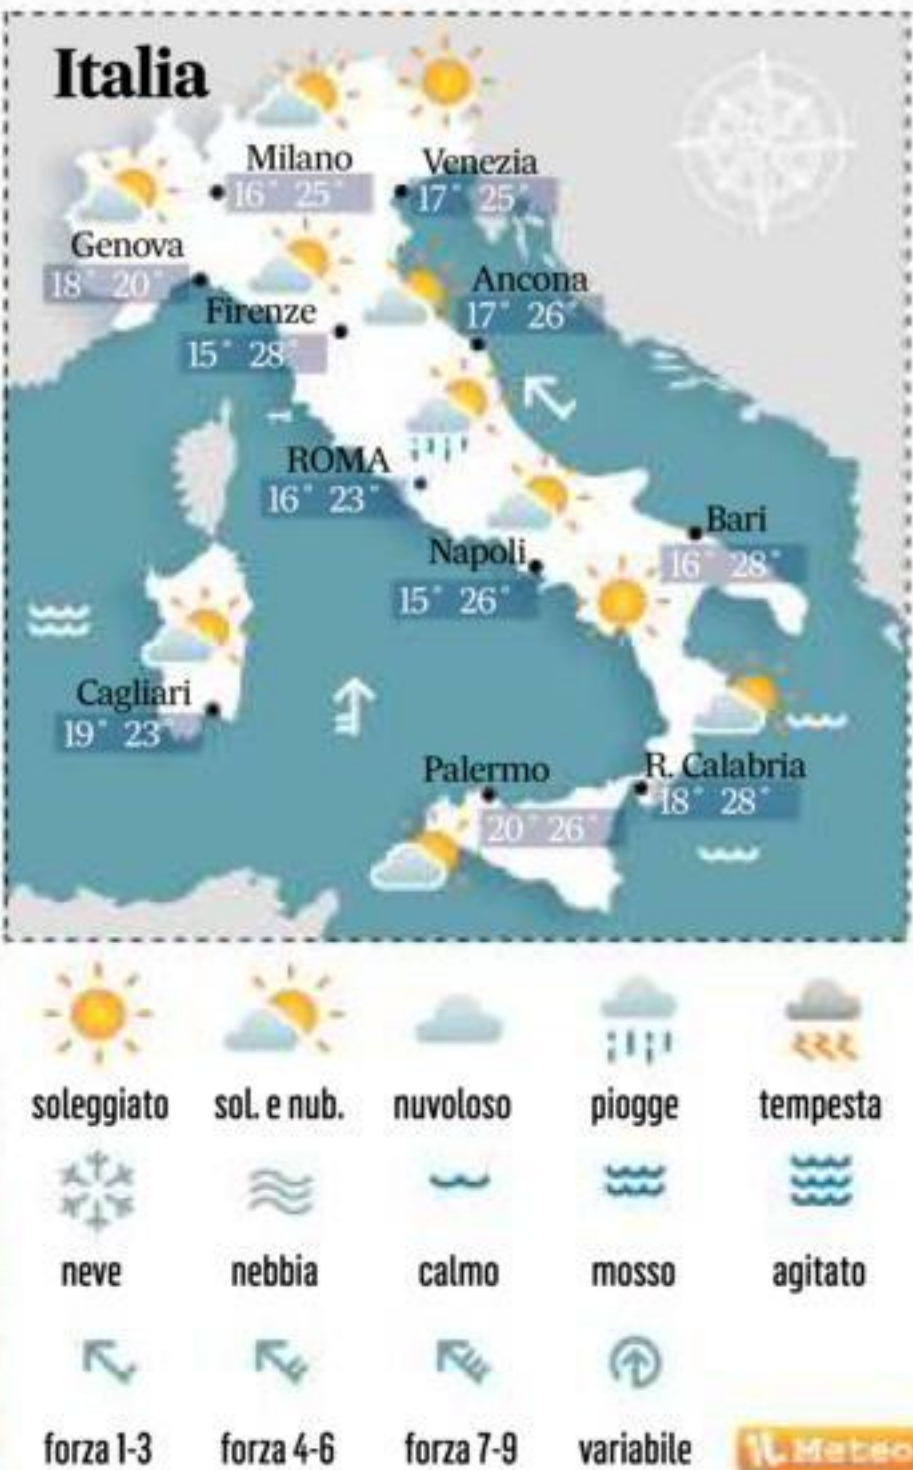 Italia
Milano
16° 25°
Venezia
17° 25°
Genova
18° 20°
Ancona
17° 26°
Firenze
15° 28°
ROMA
16° 23°
Bari
16° 28°
Napoli
15° 26°
Cagliari
19° 23°
Palermo
20° 26°
R. Calabria
18° 28°
soleggiato sol. e nub. nuvoloso piogge tempesta
neve nebbia calmo mosso agitato
forza 1-3 forza 4-6 forza 7-9 variabile
iL Meteo